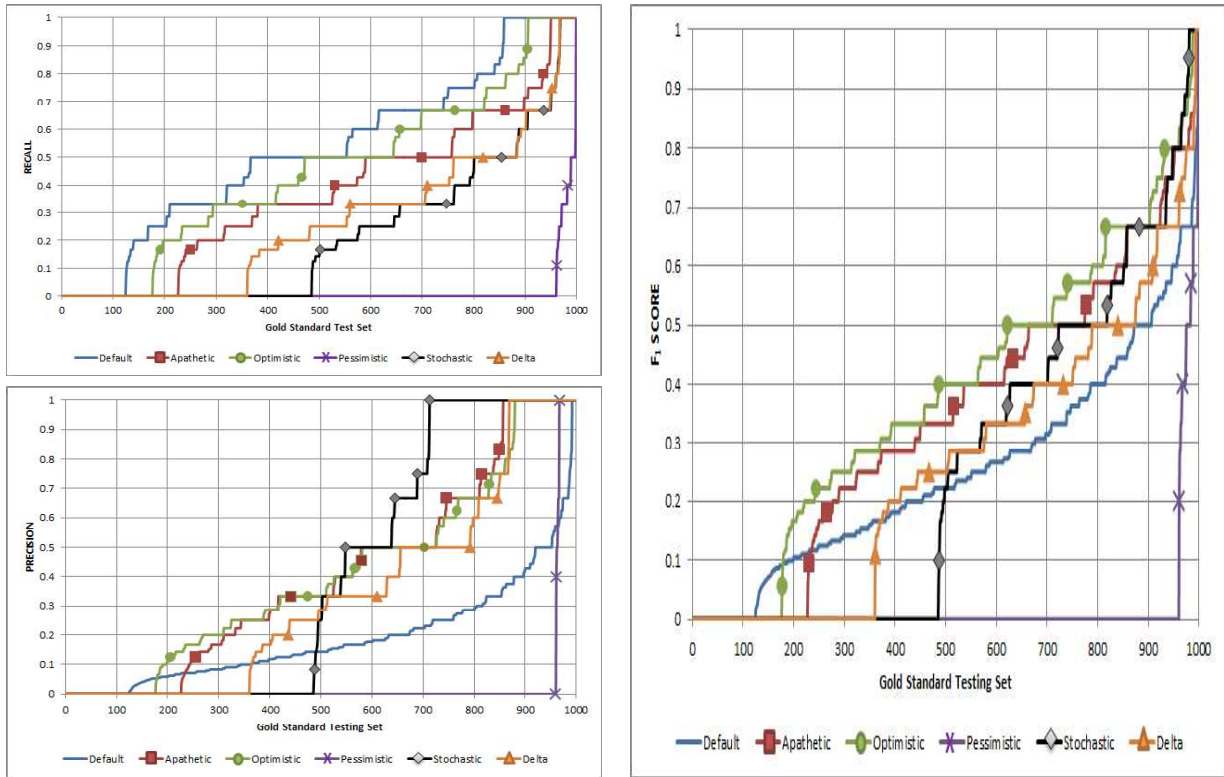 1
0.9
0.8
0.7
0.6
0.5
0.4
0.3
0.2
0.1
0
RECALL
0 100 200 300 400 500 600 700 800 900 1000
Gold Standard Test Set
Default Apathetic Optimistic Pessimistic Stochastic Delta
1
0.9
0.8
0.7
0.6
0.5
0.4
0.3
0.2
0.1
0
PRECISION
0 100 200 300 400 500 600 700 800 900 1000
Gold Standard Testing Set
Default Apathetic Optimistic Pessimistic Stochastic Delta
1
0.9
0.8
0.7
0.6
0.5
0.4
0.3
0.2
0.1
0
F1 SCORE
0 100 200 300 400 500 600 700 800 900 1000
Gold Standard Testing Set
Default Apathetic Optimistic Pessimistic Stochastic Delta